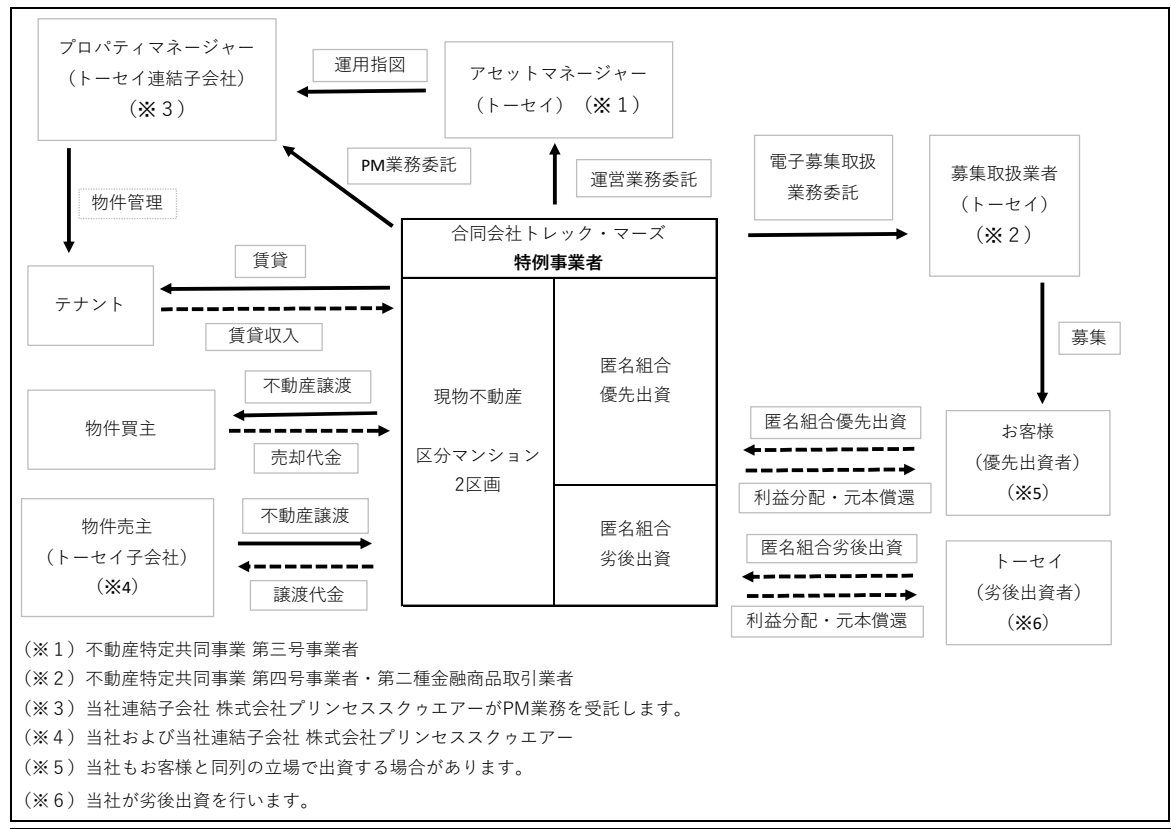 プロパティマネージャー
（トーセイ連結子会社）
（※３）
運用指図
アセットマネージャー
（トーセイ）（※１）
PM業務委託
運営業務委託
電子募集取扱
業務委託
募集取扱業者
（トーセイ）
（※２）
物件管理
合同会社トレック・マーズ
特例事業者
賃貸
テナント
賃貸収入
募集
現物不動産
区分マンション
2区画
匿名組合
優先出資
匿名組合
劣後出資
不動産譲渡
物件買主
売却代金
匿名組合優先出資
お客様
（優先出資者）
（※5）
利益分配・元本償還
物件売主
（トーセイ子会社）
（※4）
不動産譲渡
譲渡代金
匿名組合劣後出資
トーセイ
（劣後出資者）
（※6）
利益分配・元本償還
（※１）不動産特定共同事業 第三号事業者
（※２）不動産特定共同事業 第四号事業者・第二種金融商品取引業者
（※３）当社連結子会社 株式会社プリンセススクゥエアーがPM業務を受託します。
（※４）当社および当社連結子会社 株式会社プリンセススクゥエアー
（※５）当社もお客様と同列の立場で出資する場合があります。
（※６）当社が劣後出資を行います。